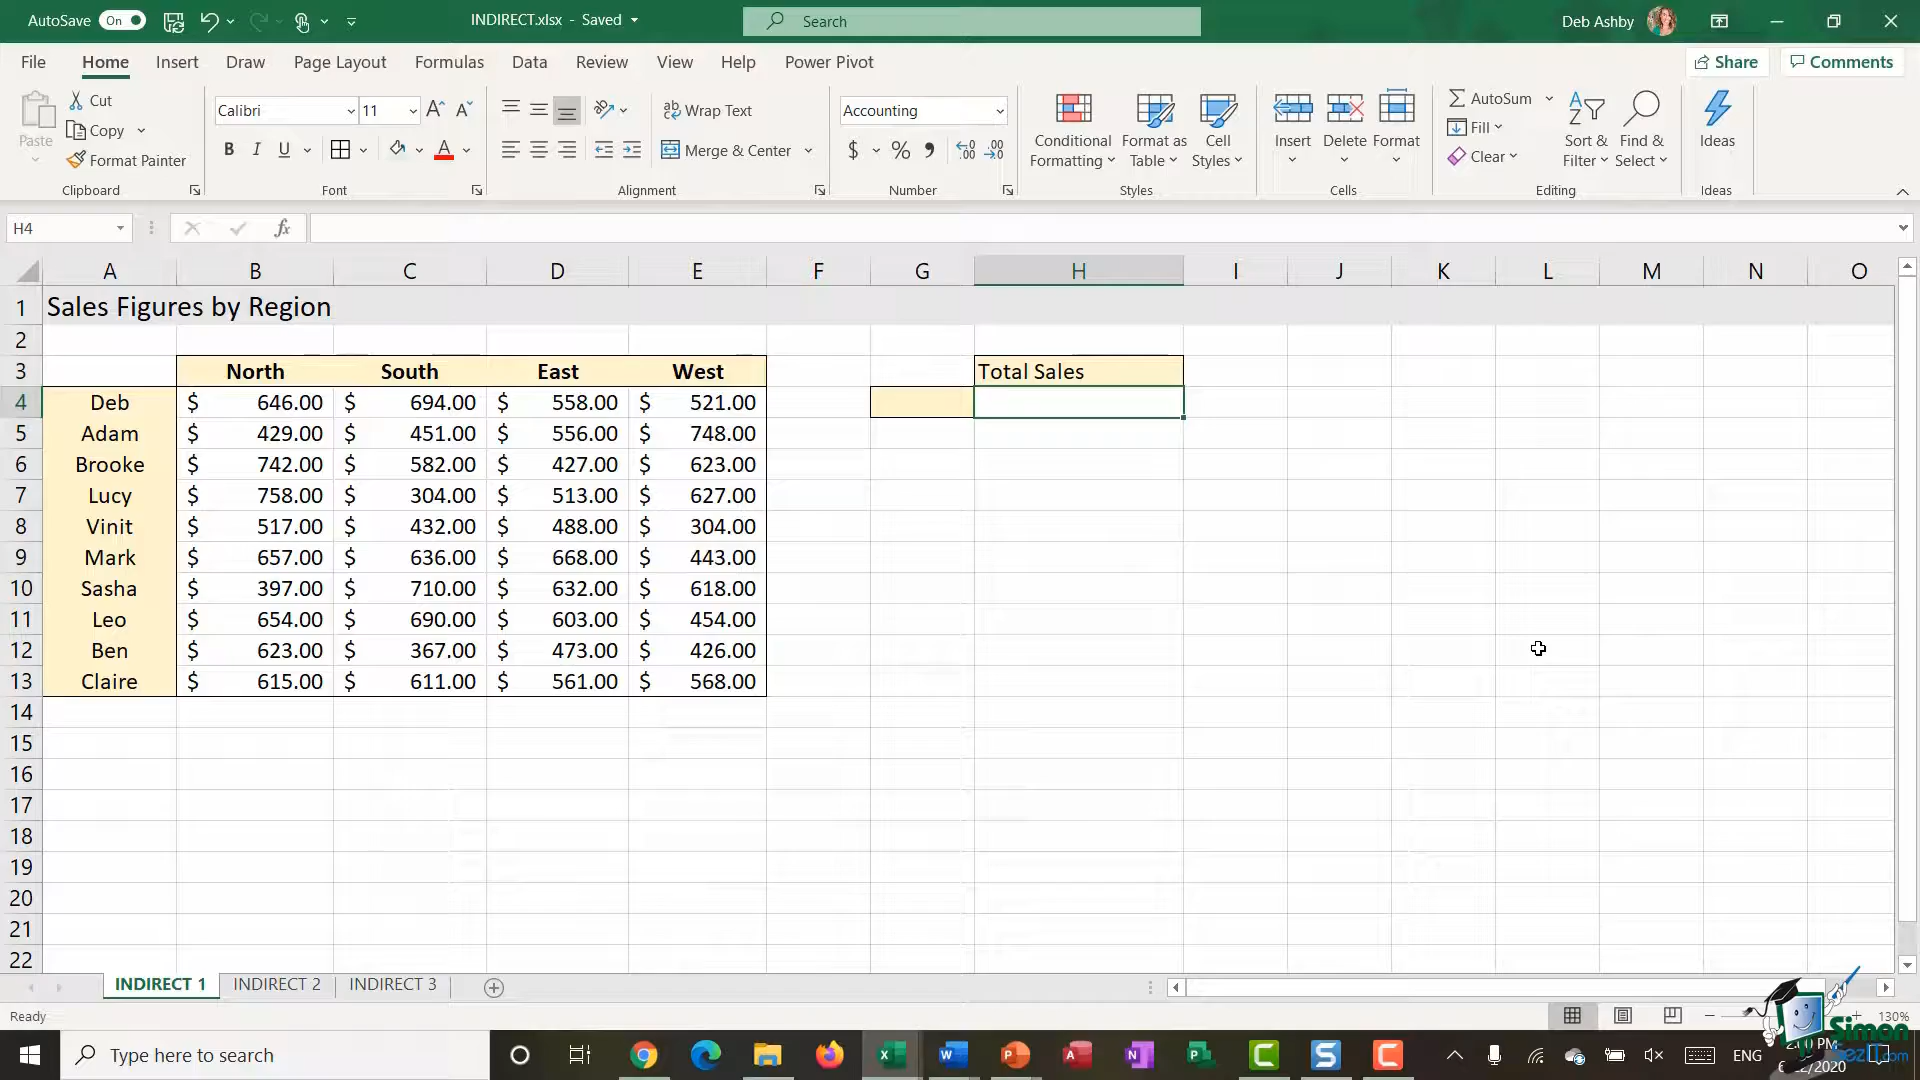 AutoSave On INDIRECT.xlsx - Saved Search Deb Ashby
File Home Insert Draw Page Layout Formulas Data Review View Help Power Pivot Share Comments
Paste Cut Copy Format Painter Clipboard
Calibri 11 B I U A Font
Wrap Text Merge & Center Alignment
Accounting $ % Number
Conditional Formatting Format as Table Cell Styles Styles
Insert Delete Format Cells
AutoSum Fill Clear Sort & Filter Find & Select Editing
Ideas Ideas
H4 fx
A B C D E F G H I J K L M N O
1 Sales Figures by Region
2
3 North South East West Total Sales
4 Deb $ 646.00 $ 694.00 $ 558.00 $ 521.00
5 Adam $ 429.00 $ 451.00 $ 556.00 $ 748.00
6 Brooke $ 742.00 $ 582.00 $ 427.00 $ 623.00
7 Lucy $ 758.00 $ 304.00 $ 513.00 $ 627.00
8 Vinit $ 517.00 $ 432.00 $ 488.00 $ 304.00
9 Mark $ 657.00 $ 636.00 $ 668.00 $ 443.00
10 Sasha $ 397.00 $ 710.00 $ 632.00 $ 618.00
11 Leo $ 654.00 $ 690.00 $ 603.00 $ 454.00
12 Ben $ 623.00 $ 367.00 $ 473.00 $ 426.00
13 Claire $ 615.00 $ 611.00 $ 561.00 $ 568.00
14
15
16
17
18
19
20
21
22
INDIRECT 1 INDIRECT 2 INDIRECT 3
Ready 130%
Type here to search ENG
Simon